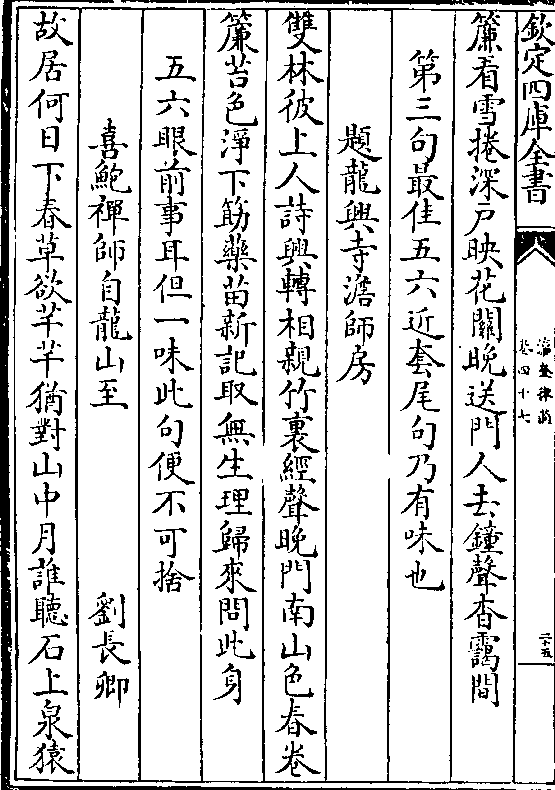 欽定四庫全書
瀛奎律髓
卷四十七
二十五
簾看雪捲深戶映花關晚送門人去鐘聲杳靄間
第三句最佳五六近套尾句乃有味也
題龍興寺澹師房
雙林彼上人詩興轉相親竹裏經聲晚門南山色春卷
簾苔色淨下筯藥苗新記取無生理歸來問此身
五六眼前事耳但一味此句便不可捨
喜鮑禪師自龍山至　劉長卿
故居何日下春草欲芊芊猶對山中月誰聽石上泉猿